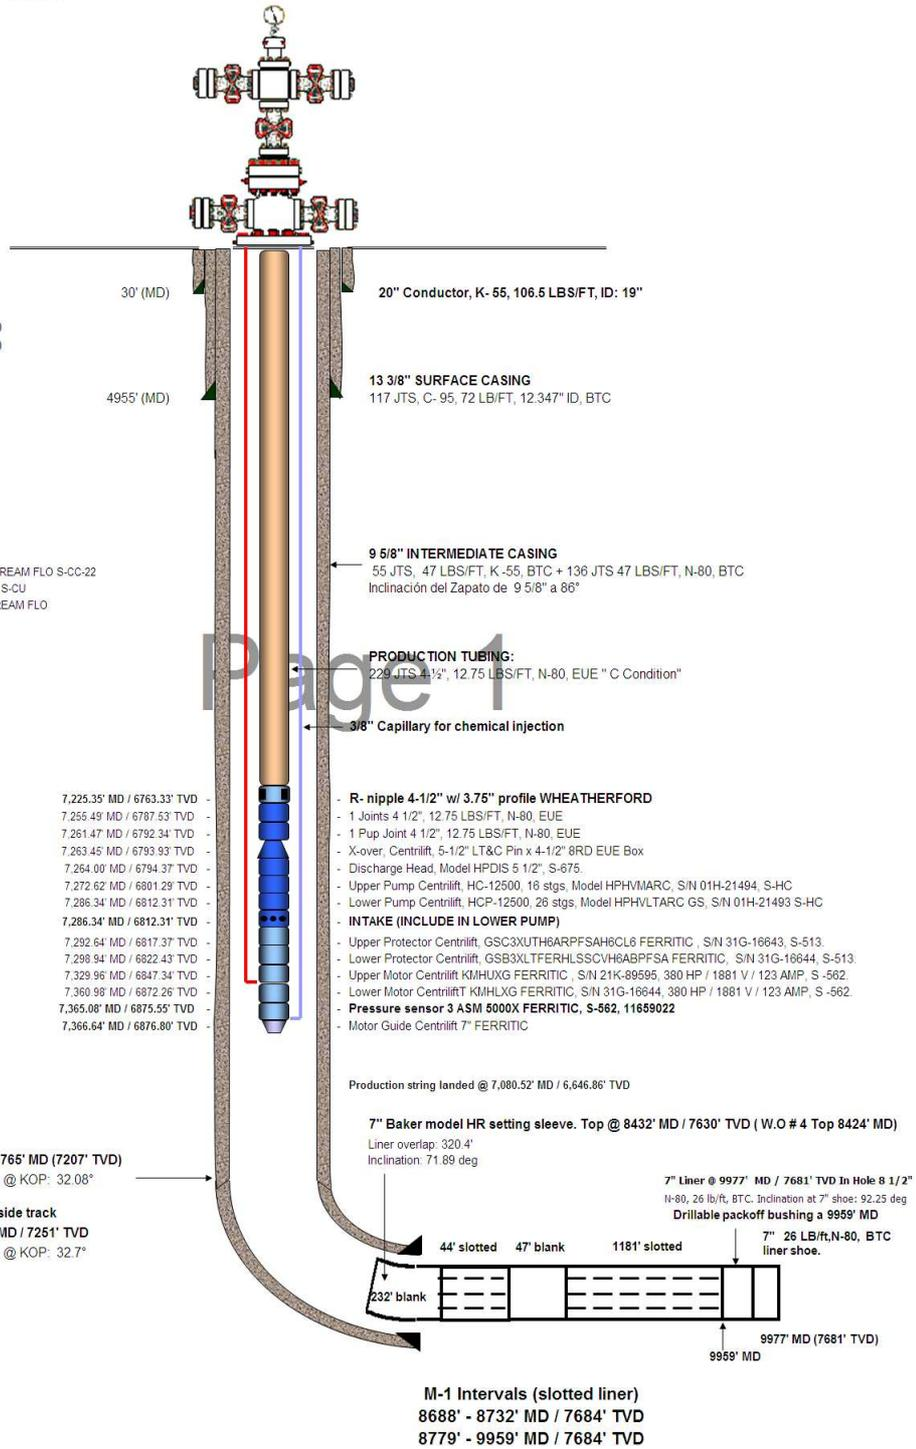 30' (MD)
20" Conductor, K- 55, 106.5 LBS/FT, ID: 19"
13 3/8" SURFACE CASING
4955' (MD)
117 JTS, C- 95, 72 LB/FT, 12.347" ID, BTC
9 5/8" INTERMEDIATE CASING
55 JTS, 47 LBS/FT, K -55, BTC + 136 JTS 47 LBS/FT, N-80, BTC
Inclinación del Zapato de 9 5/8" a 86°
REAM FLO S-CC-22
S-CU
REAM FLO
Page 1
PRODUCTION TUBING:
229 JTS 4-½", 12.75 LBS/FT, N-80, EUE " C Condition"
3/8" Capillary for chemical injection
7,225.35' MD / 6763.33' TVD - - R- nipple 4-1/2" w/ 3.75" profile WHEATHERFORD
7.255.49' MD / 6787.53' TVD - - 1 Joints 4 1/2", 12.75 LBS/FT, N-80, EUE
7,261.47' MD / 6792.34' TVD - - 1 Pup Joint 4 1/2", 12.75 LBS/FT, N-80, EUE
7,263.45' MD / 6793.93' TVD - - X-over, Centrilift, 5-1/2" LT&C Pin x 4-1/2" 8RD EUE Box
7,264.00' MD / 6794.37' TVD - - Discharge Head, Model HPDIS 5 1/2", S-675.
7,272.62' MD / 6801.29' TVD - - Upper Pump Centrilift, HC-12500, 16 stgs, Model HPHVMARC, S/N 01H-21494, S-HC
7,286.34' MD / 6812.31' TVD - - Lower Pump Centrilift, HCP-12500, 26 stgs, Model HPHVLTARC GS, S/N 01H-21493 S-HC
7,286.34' MD / 6812.31' TVD - - INTAKE (INCLUDE IN LOWER PUMP)
7,292.64' MD / 6817.37' TVD - - Upper Protector Centrilift, GSC3XUTH6ARPFSAH6CL6 FERRITIC , S/N 31G-16643, S-513.
7,298.94' MD / 6822.43' TVD - - Lower Protector Centrilift, GSB3XLTFERHLSSCVH6ABPFSA FERRITIC, S/N 31G-16644, S-513.
7,329.96' MD / 6847.34' TVD - - Upper Motor Centrilift KMHUXG FERRITIC , S/N 21K-89595, 380 HP / 1881 V / 123 AMP, S -562.
7,360.98' MD / 6872.26' TVD - - Lower Motor CentriliftT KMHLXG FERRITIC, S/N 31G-16644, 380 HP / 1881 V / 123 AMP, S -562.
7,365.08' MD / 6875.55' TVD - - Pressure sensor 3 ASM 5000X FERRITIC, S-562, 11659022
7,366.64' MD / 6876.80' TVD - - Motor Guide Centrilift 7" FERRITIC
Production string landed @ 7,080.52' MD / 6,646.86' TVD
7" Baker model HR setting sleeve. Top @ 8432' MD / 7630' TVD ( W.O # 4 Top 8424' MD)
Liner overlap: 320.4'
Inclination: 71.89 deg
765' MD (7207' TVD)
@ KOP: 32.08°
side track
MD / 7251' TVD
@ KOP: 32.7°
7" Liner @ 9977' MD / 7681' TVD In Hole 8 1/2"
N-80, 26 lb/ft, BTC. Inclination at 7" shoe: 92.25 deg
Drillable packoff bushing a 9959' MD
7" 26 LB/ft,N-80, BTC
liner shoe.
44' slotted 47' blank 1181' slotted
232' blank
9977' MD (7681' TVD)
9959' MD
M-1 Intervals (slotted liner)
8688' - 8732' MD / 7684' TVD
8779' - 9959' MD / 7684' TVD